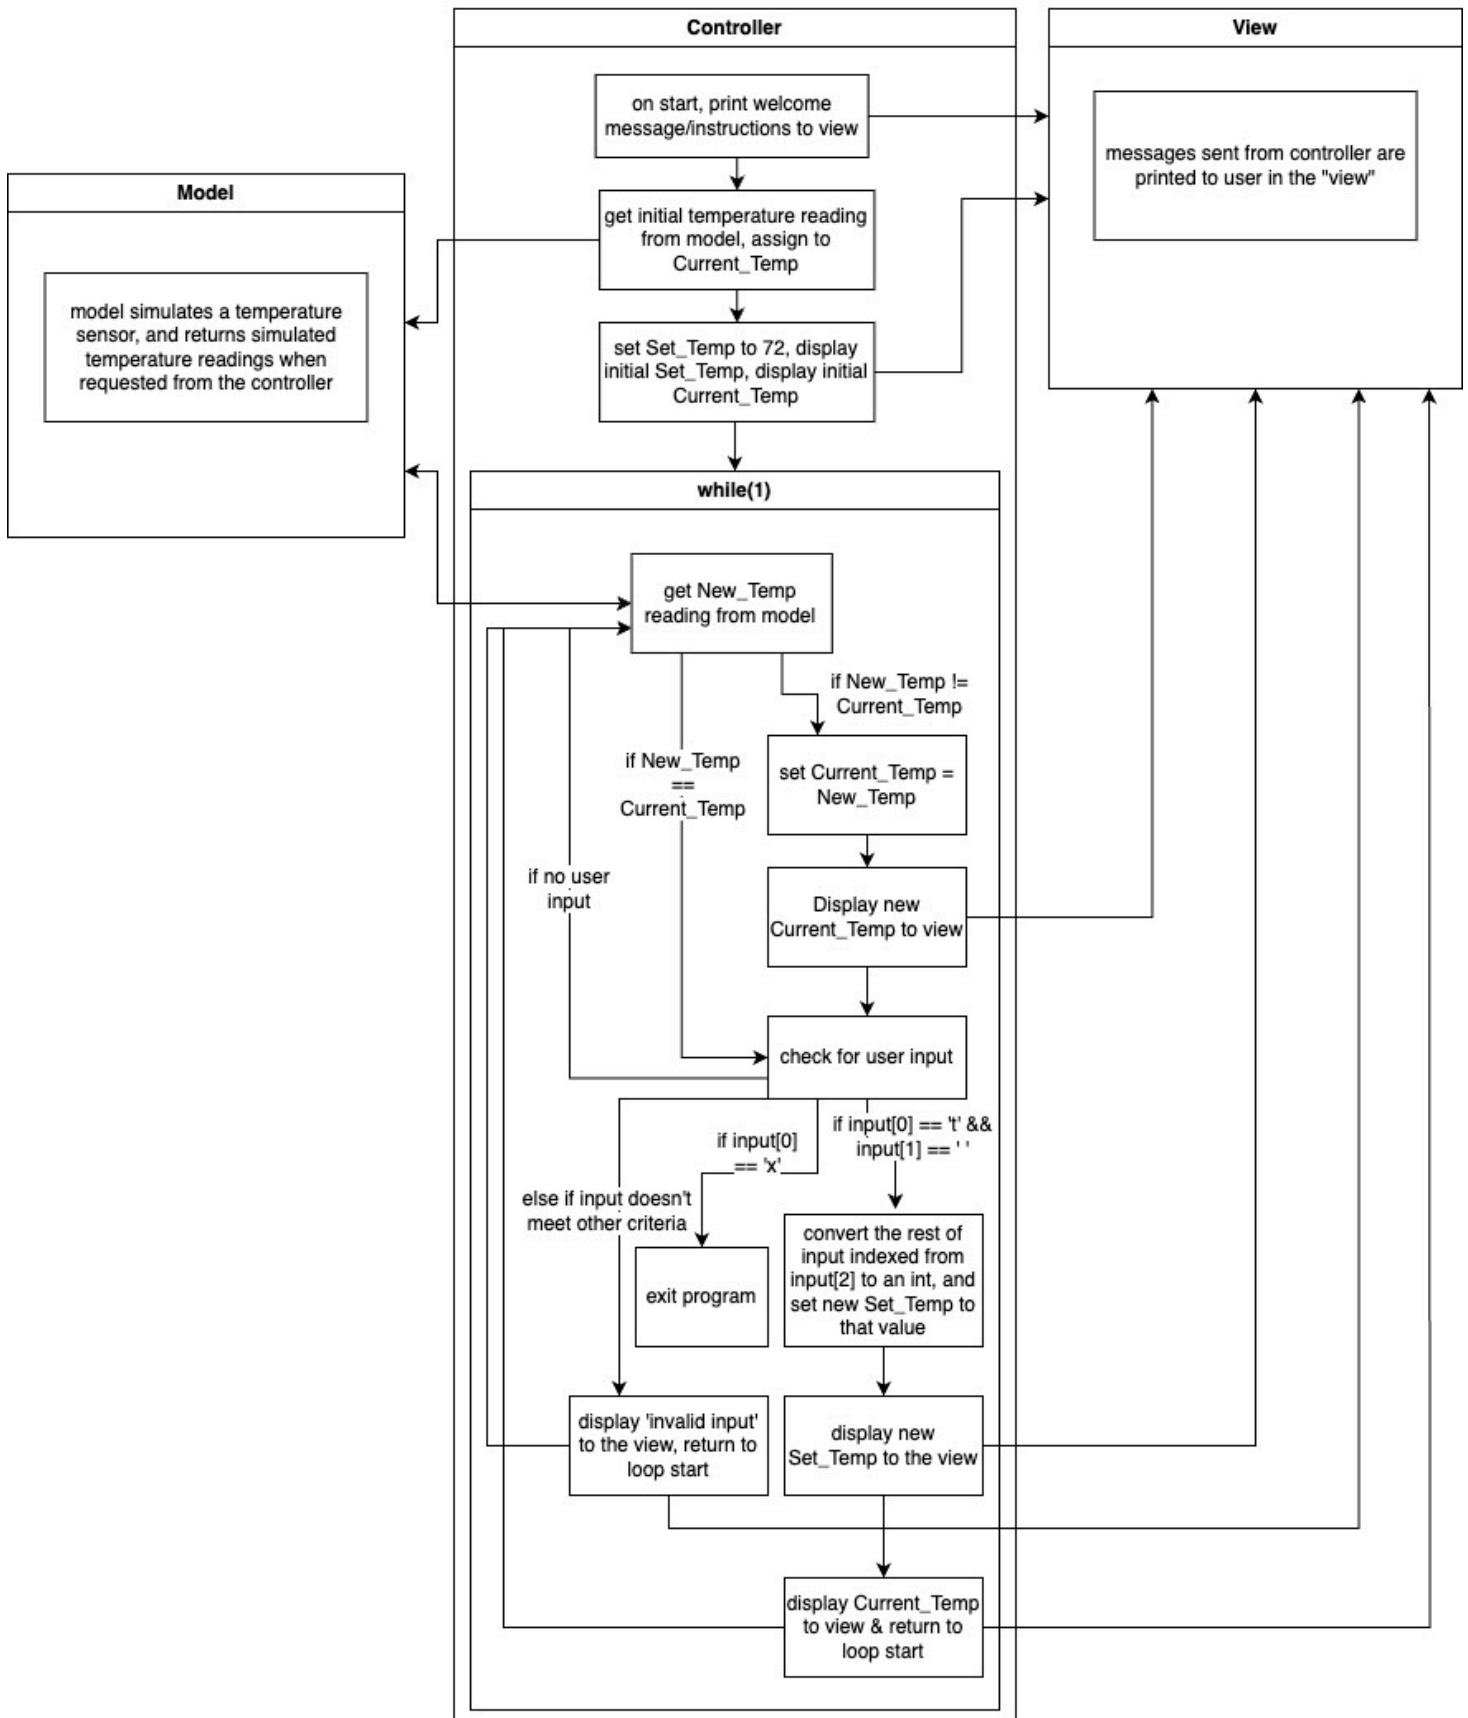 Controller
on start, print welcome
message/instructions to view
get initial temperature reading
from model, assign to
Current_Temp
set Set_Temp to 72, display
initial Set_Temp, display initial
Current_Temp
View
messages sent from controller are
printed to user in the "view"
Model
model simulates a temperature
sensor, and returns simulated
temperature readings when
requested from the controller
while(1)
get New_Temp
reading from model
if New_Temp !=
Current_Temp
if New_Temp
==
Current_Temp
set Current_Temp =
New_Temp
if no user
input
Display new
Current_Temp to view
check for user input
if input[0] == 't' &&
input[1] == ' '
if input[0]
== 'x'
else if input doesn't
meet other criteria
convert the rest of
input indexed from
input[2] to an int, and
set new Set_Temp to
that value
exit program
display 'invalid input'
to the view, return to
loop start
display new
Set_Temp to the view
display Current_Temp
to view & return to
loop start